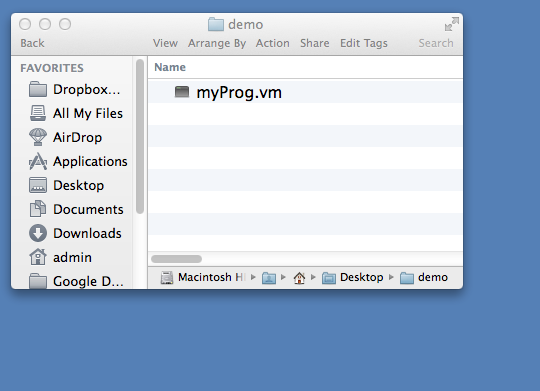 demo
Back View Arrange By Action Share Edit Tags Search
FAVORITES
Dropbox...
All My Files
AirDrop
Applications
Desktop
Documents
Downloads
admin
Google D...
Name
myProg.vm
Macintosh H Desktop demo